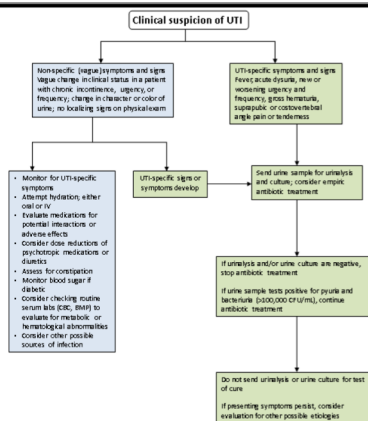 Clinical suspicion of UTI
Non-specific (vague) symptoms and signs
Vague change in clinical status in a patient
with chronic incontinence, urgency, or
frequency; change in character or color of
urine; no localizing signs on physical exam
UTI-specific symptoms and signs
Fever, acute dysuria, new or
worsening urgency and
frequency, gross hematuria,
suprapubic or costovertebral
angle pain or tenderness
• Monitor for UTI-specific
symptoms
• Attempt hydration; either
oral or IV
• Evaluate medications for
potential interactions or
adverse effects
• Consider dose reductions of
psychotropic medications or
diuretics
• Assess for constipation
• Monitor blood sugar if
diabetic
• Consider checking routine
serum labs (CBC, BMP) to
evaluate for metabolic or
hematological abnormalities
• Consider other possible
sources of infection
UTI-specific signs or
symptoms develop
Send urine sample for urinalysis
and culture; consider empiric
antibiotic treatment
If urinalysis and/or urine culture are negative,
stop antibiotic treatment
If urine sample tests positive for pyuria and
bacteriuria (>100,000 CFU/mL), continue
antibiotic treatment
Do not send urinalysis or urine culture for test
of cure
If presenting symptoms persist, consider
evaluation for other possible etiologies